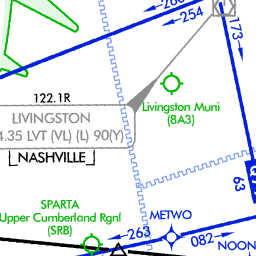 260
254
173
122.1R
LIVINGSTON
4.35 LVT (VL) (L) 90(Y)
NASHVILLE
Livingston Muni
(8A3)
63
SPARTA
Upper Cumberland Rgnl
(SRB)
METWO
263
082
NOON